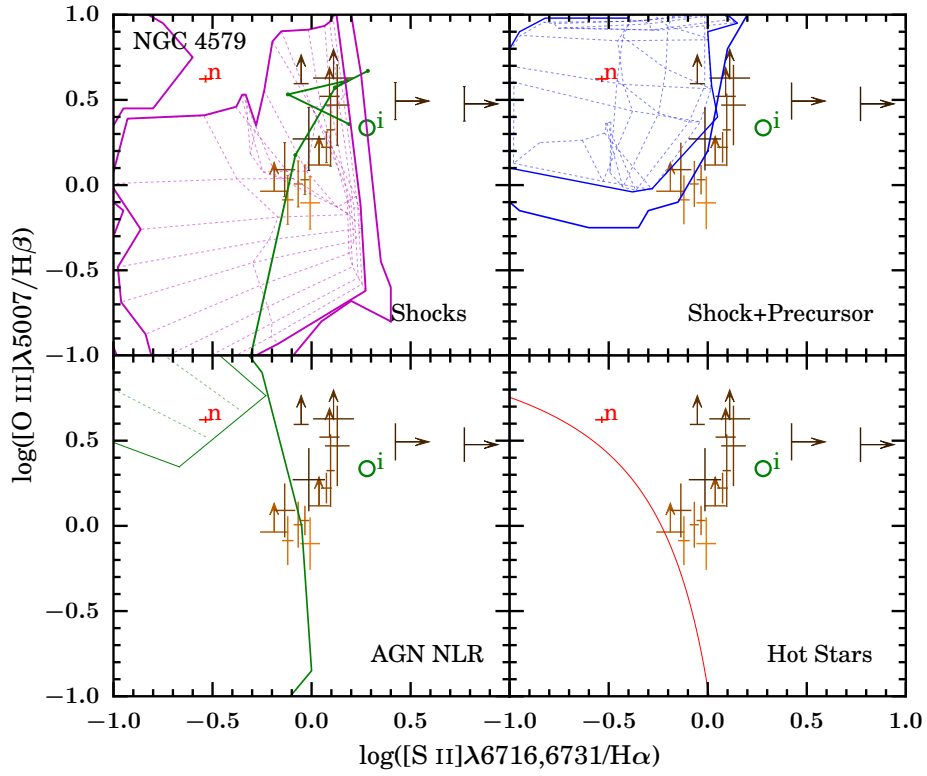 1.0
0.5
0.0
−0.5
−1.0
NGC 4579
n
i
Shocks
n
i
Shock+Precursor
log([O III]λ5007/Hβ)
1.0
0.5
0.0
−0.5
−1.0
n
i
AGN NLR
n
i
Hot Stars
−1.0 −0.5 0.0 0.5 −1.0 −0.5 0.0 0.5 1.0
log([S II]λ6716,6731/Hα)